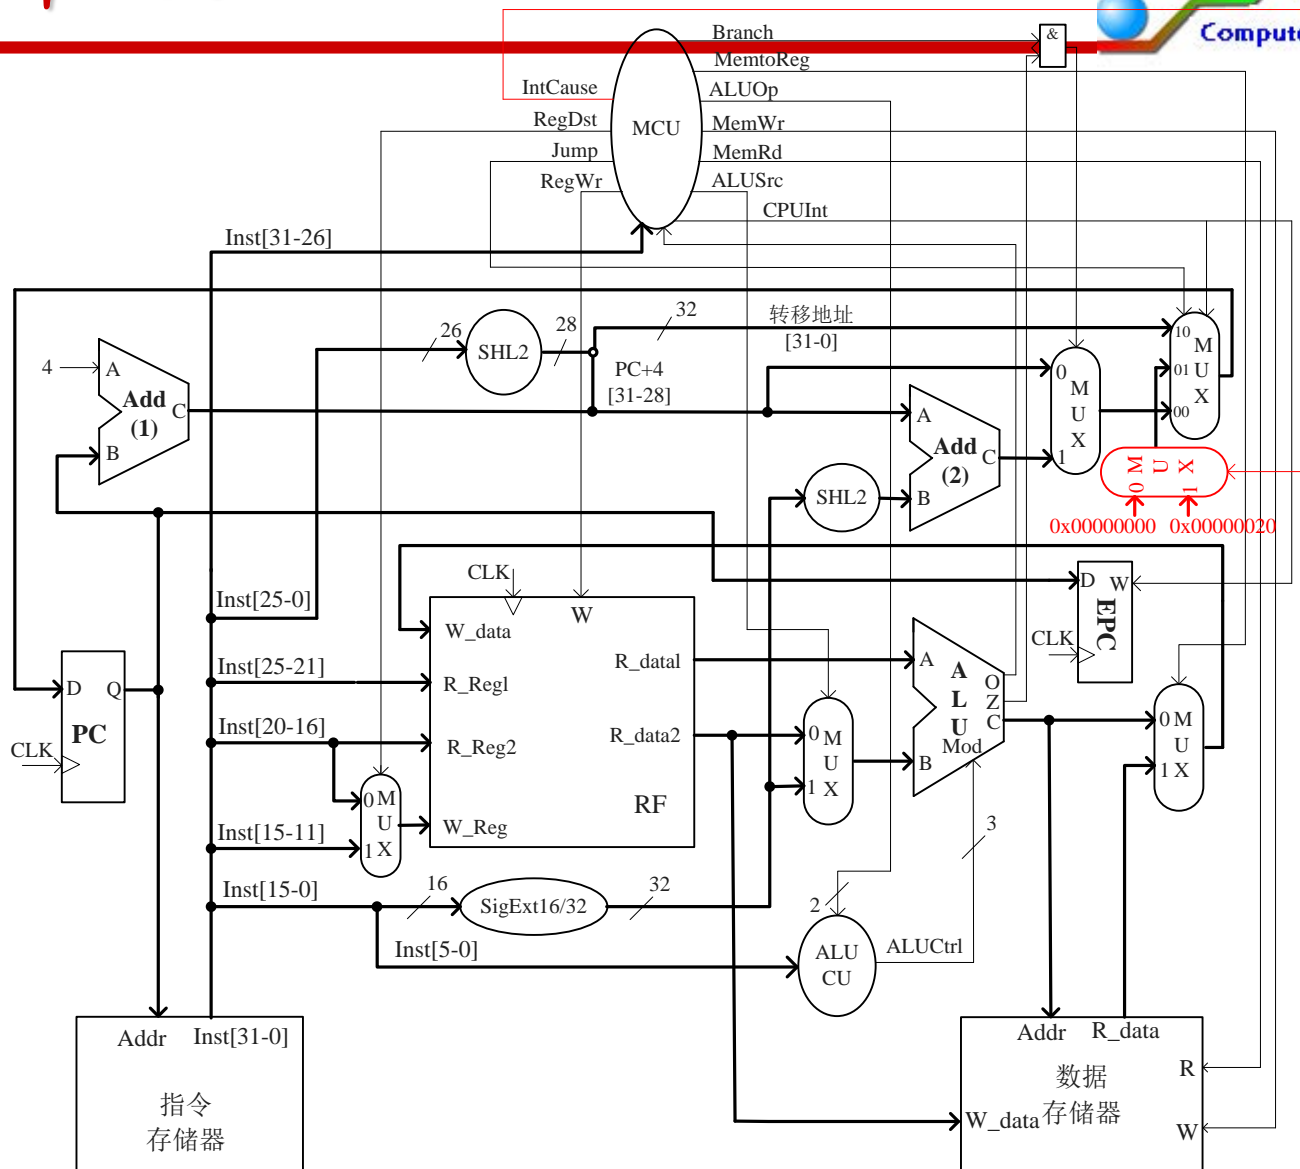 Compute
Branch
&
MemtoReg
IntCause
ALUOp
RegDst
MCU
MemWr
Jump
MemRd
RegWr
ALUSrc
CPUInt
Inst[31-26]
26
SHL2
28
32
转移地址
[31-0]
PC+4
[31-28]
10
01
00
M
U
X
0
1
M
U
X
4
A
B
C
Add
(1)
A
B
C
Add
(2)
SHL2
0
1
M
U
X
0x00000000
0x00000020
Inst[25-0]
CLK
W
D
W
EPC
CLK
W_data
Inst[25-21]
R_Reg1
R_data1
Inst[20-16]
R_Reg2
R_data2
RF
W_Reg
D
Q
PC
CLK
0
1
M
U
X
Inst[15-11]
0
1
M
U
X
A
B
A
L
U
O
Z
C
Mod
0
1
M
U
X
3
Inst[15-0]
16
SigExt16/32
32
2
Inst[5-0]
ALU
CU
ALUCtrl
Addr
Inst[31-0]
指令
存储器
Addr
R_data
R
数据
存储器
W_data
W